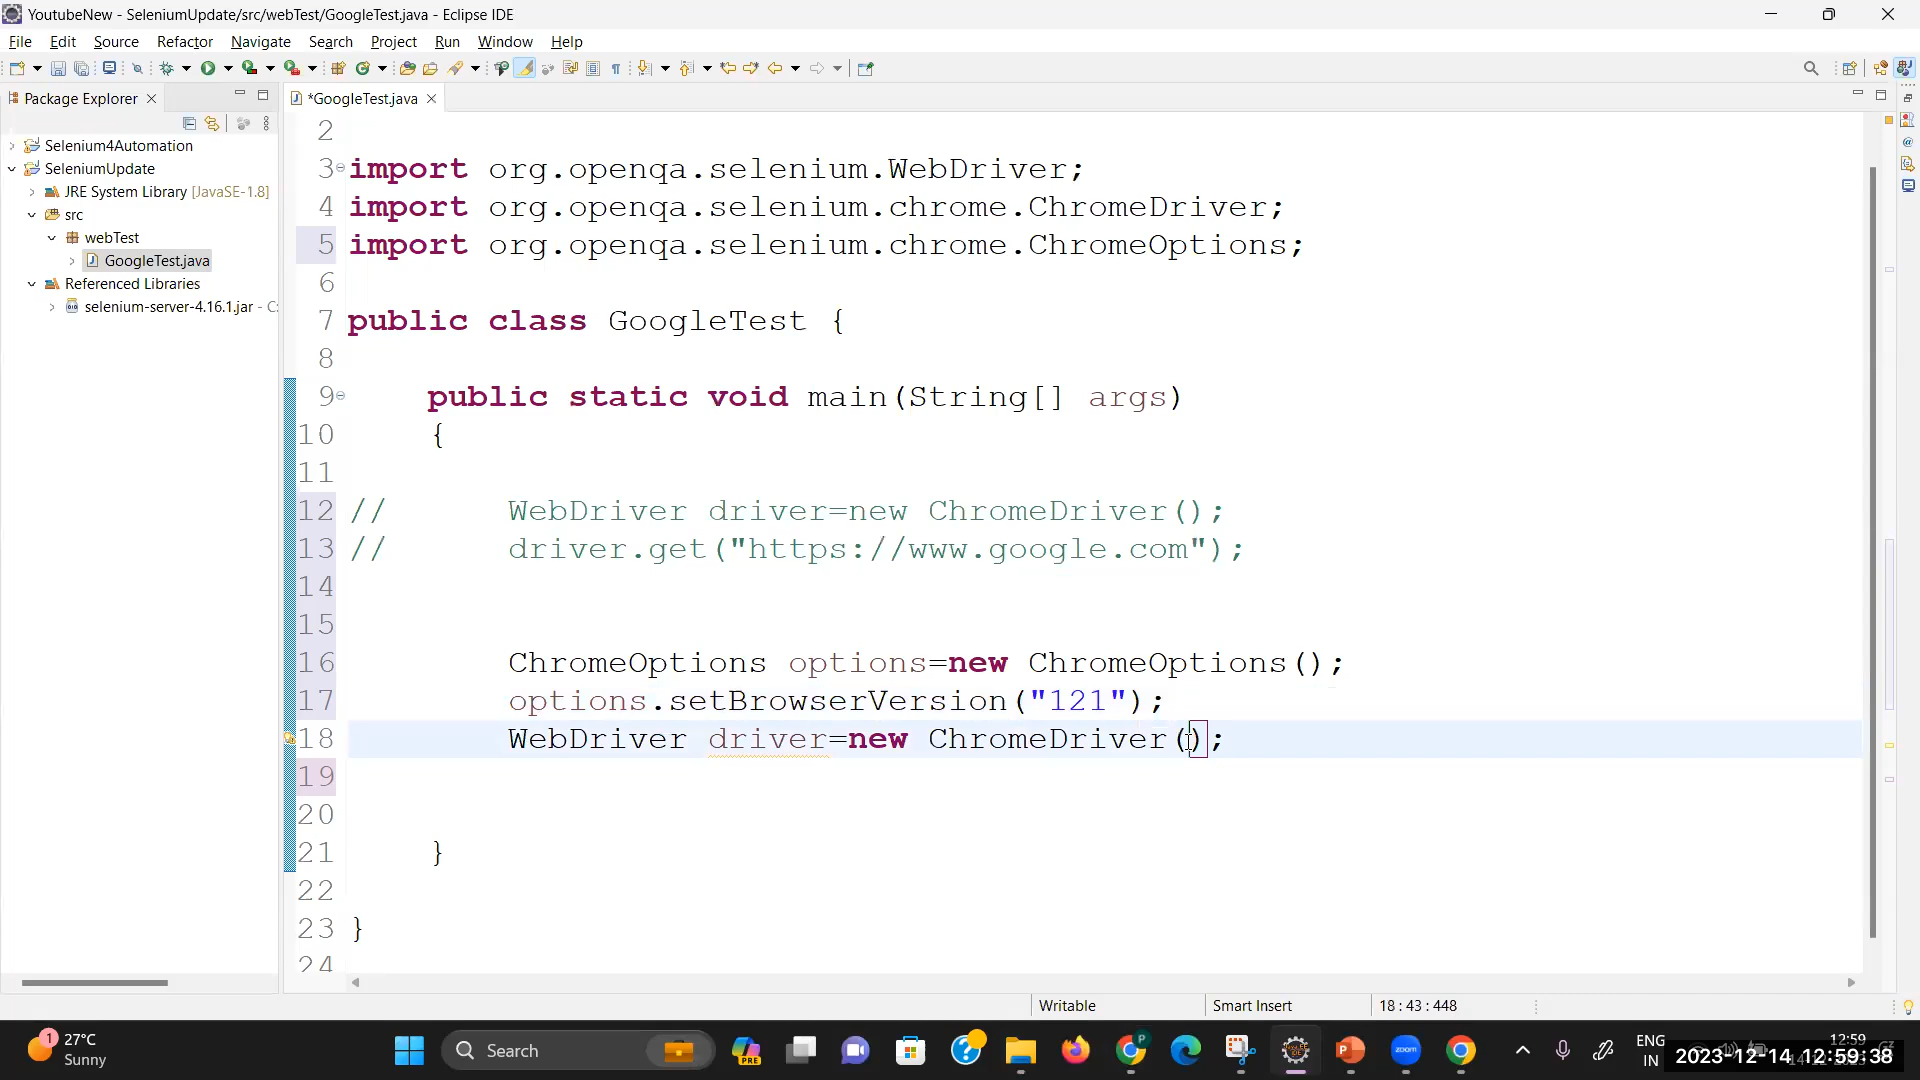 YoutubeNew - SeleniumUpdate/src/webTest/GoogleTest.java - Eclipse IDE
File Edit Source Refactor Navigate Search Project Run Window Help
Package Explorer
*GoogleTest.java
Selenium4Automation
SeleniumUpdate
JRE System Library [JavaSE-1.8]
src
webTest
GoogleTest.java
Referenced Libraries
selenium-server-4.16.1.jar - C:
2
3 import org.openqa.selenium.WebDriver;
4 import org.openqa.selenium.chrome.ChromeDriver;
5 import org.openqa.selenium.chrome.ChromeOptions;
6
7 public class GoogleTest {
8
9 public static void main(String[] args)
10 {
11
12 // WebDriver driver=new ChromeDriver();
13 // driver.get("https://www.google.com");
14
15
16 ChromeOptions options=new ChromeOptions();
17 options.setBrowserVersion("121");
18 WebDriver driver=new ChromeDriver();
19
20
21 }
22
23 }
24
Writable Smart Insert 18 : 43 : 448
1
27°C
Sunny
Search
PRE
zoom
ENG
IN
12:59
2023-12-14 12:59:38